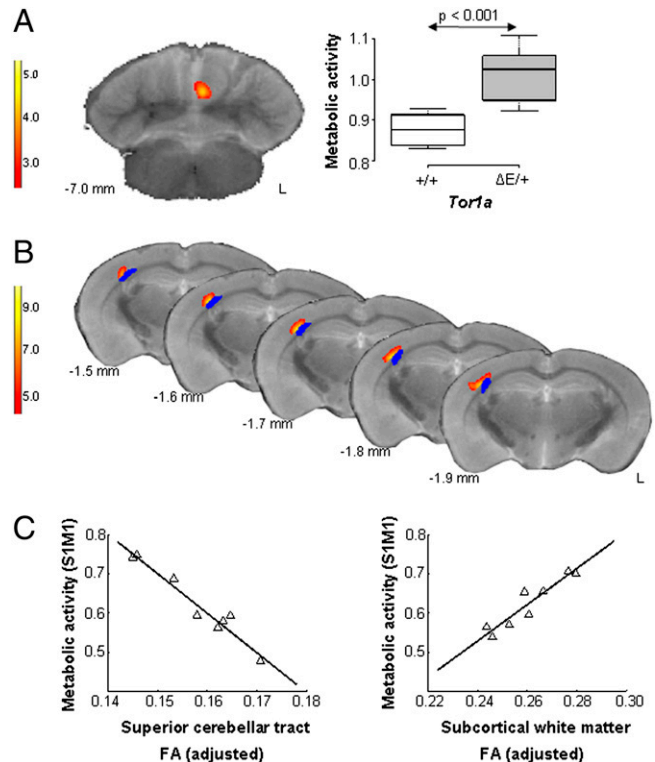 A
5.0
4.0
3.0
-7.0 mm
L
Metabolic activity
p < 0.001
1.1
1.0
0.9
0.8
+/+
ΔE/+
Tor1a
B
9.0
7.0
5.0
-1.5 mm
-1.6 mm
-1.7 mm
-1.8 mm
-1.9 mm
L
C
Metabolic activity (S1M1)
0.8
0.7
0.6
0.5
0.14
0.15
0.16
0.17
0.18
Superior cerebellar tract
FA (adjusted)
Metabolic activity (S1M1)
0.8
0.7
0.6
0.5
0.22
0.24
0.26
0.28
0.30
Subcortical white matter
FA (adjusted)